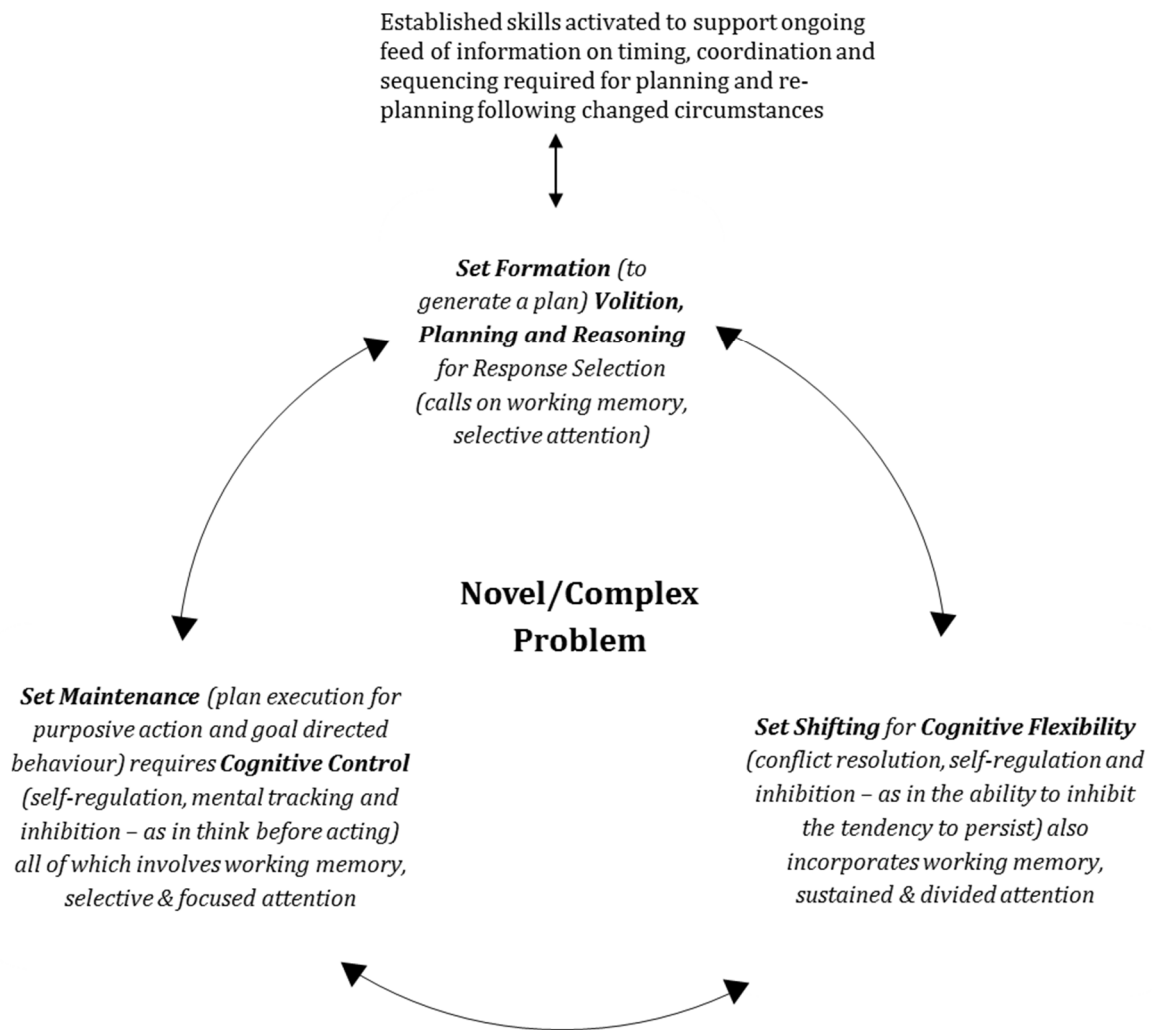 Established skills activated to support ongoing
feed of information on timing, coordination and
sequencing required for planning and re-
planning following changed circumstances
Set Formation (to
generate a plan) Volition,
Planning and Reasoning
for Response Selection
(calls on working memory,
selective attention)
Novel/Complex
Problem
Set Maintenance (plan execution for
purposive action and goal directed
behaviour) requires Cognitive Control
(self-regulation, mental tracking and
inhibition – as in think before acting)
all of which involves working memory,
selective & focused attention
Set Shifting for Cognitive Flexibility
(conflict resolution, self-regulation and
inhibition – as in the ability to inhibit
the tendency to persist) also
incorporates working memory,
sustained & divided attention